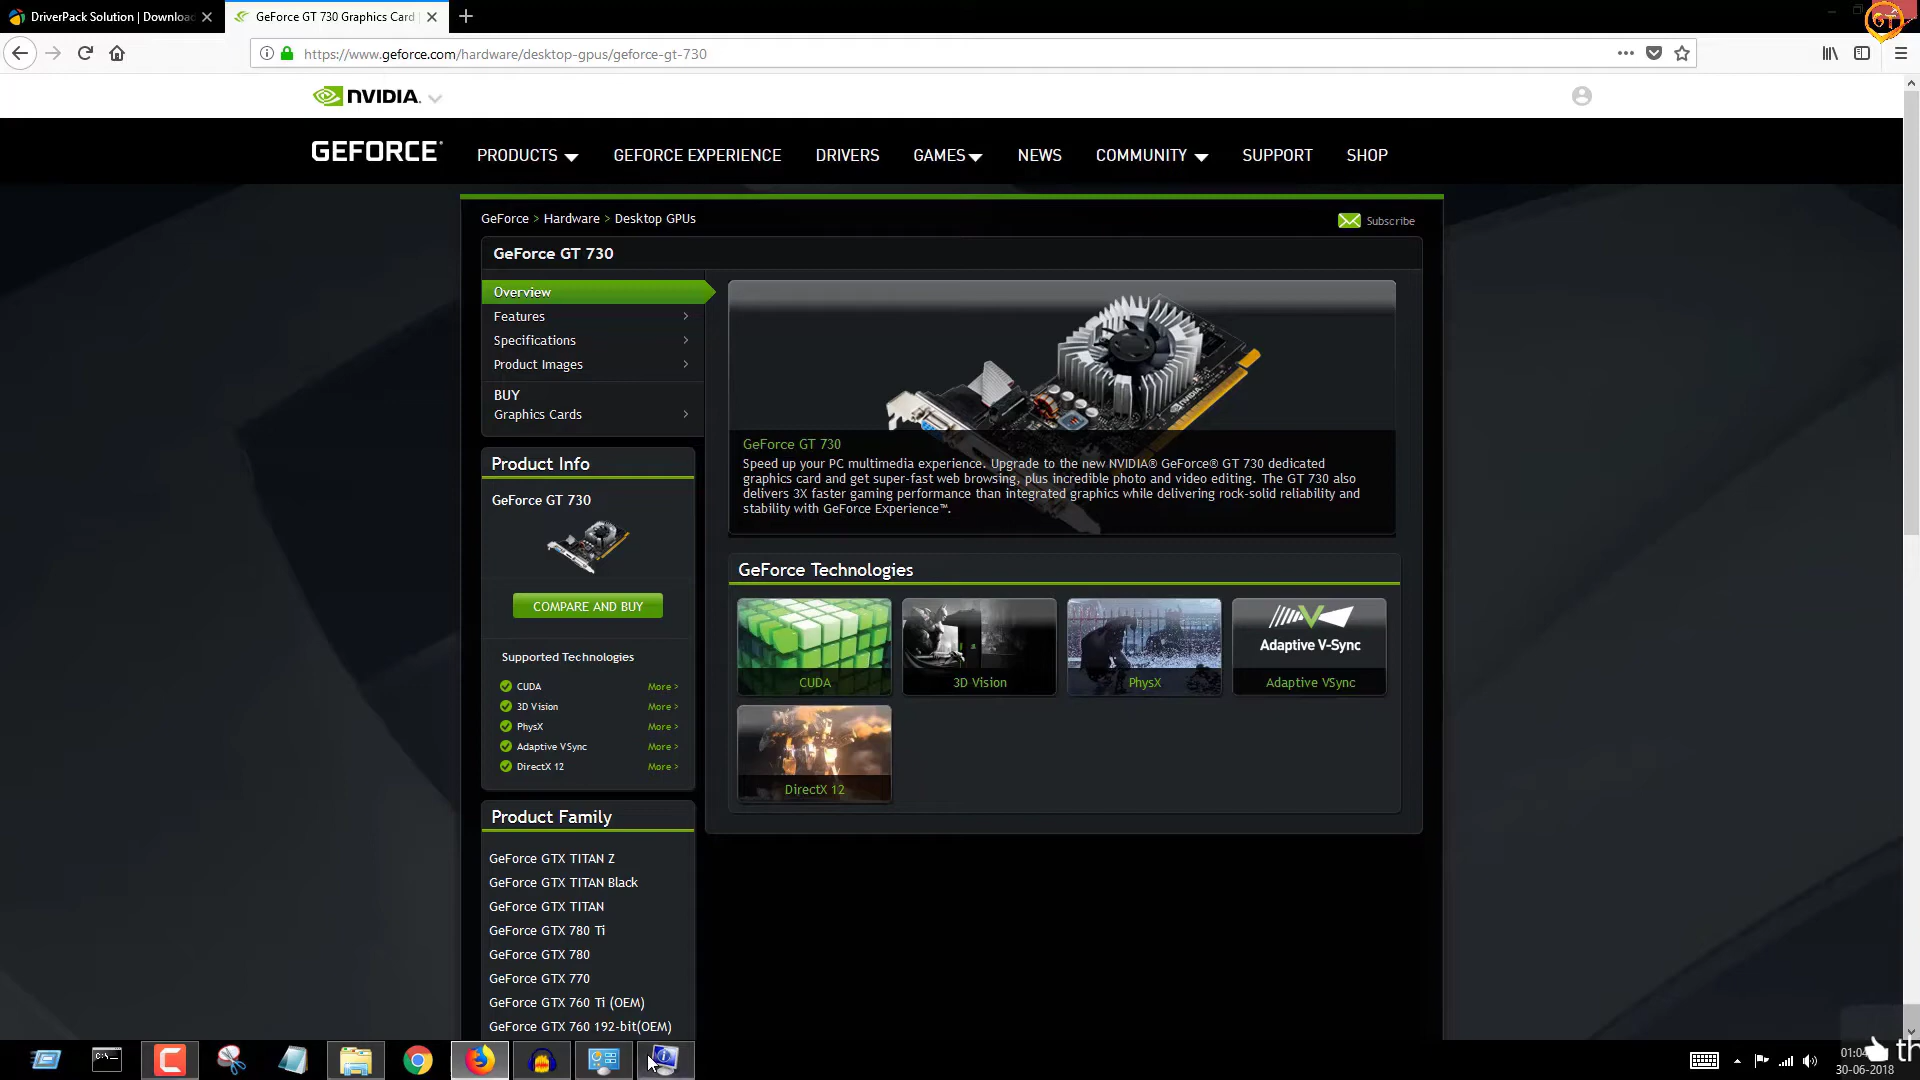 DriverPack Solution | Downloa
GeForce GT 730 Graphics Card
https://www.geforce.com/hardware/desktop-gpus/geforce-gt-730
NVIDIA.
GEFORCE
PRODUCTS
GEFORCE EXPERIENCE
DRIVERS
GAMES
NEWS
COMMUNITY
SUPPORT
SHOP
GeForce > Hardware > Desktop GPUs
Subscribe
GeForce GT 730
Overview
Features
Specifications
Product Images
BUY
Graphics Cards
GeForce GT 730
Speed up your PC multimedia experience. Upgrade to the new NVIDIA® GeForce® GT 730 dedicated
graphics card and get super-fast web browsing, plus incredible photo and video editing. The GT 730 also
delivers 3X faster gaming performance than integrated graphics while delivering rock-solid reliability and
stability with GeForce Experience™.
Product Info
GeForce GT 730
COMPARE AND BUY
Supported Technologies
CUDA More >
3D Vision More >
PhysX More >
Adaptive VSync More >
DirectX 12 More >
GeForce Technologies
CUDA
3D Vision
PhysX
Adaptive V-Sync
Adaptive VSync
DirectX 12
Product Family
GeForce GTX TITAN Z
GeForce GTX TITAN Black
GeForce GTX TITAN
GeForce GTX 780 Ti
GeForce GTX 780
GeForce GTX 770
GeForce GTX 760 Ti (OEM)
GeForce GTX 760 192-bit(OEM)
C:\
th
01:04
30-06-2018